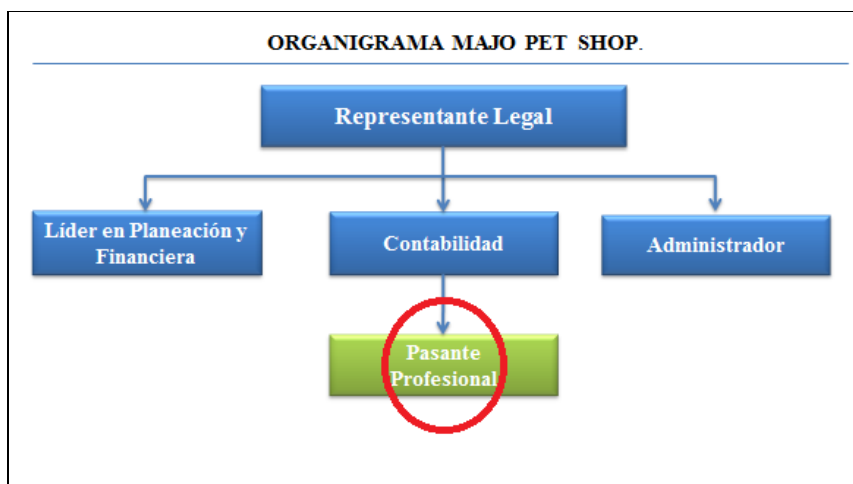 ORGANIGRAMA MAJO PET SHOP.
Representante Legal
Líder en Planeación y
Financiera
Contabilidad
Administrador
Pasante
Profesional